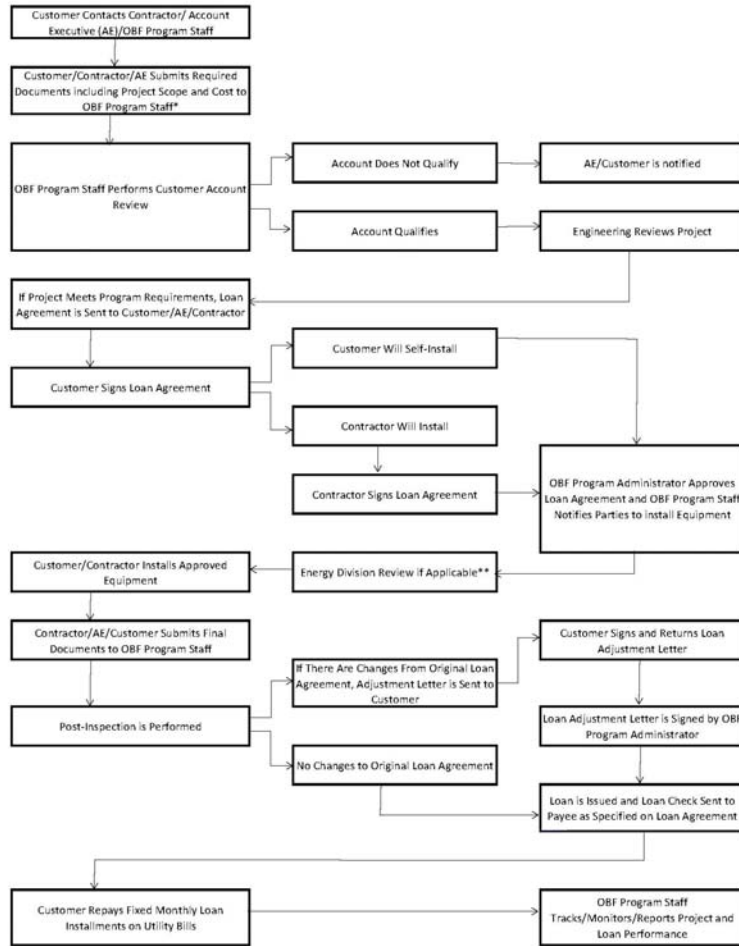 Customer Contacts Contractor/ Account
Executive (AE)/OBF Program Staff
Customer/Contractor/AE Submits Required
Documents including Project Scope and Cost to
OBF Program Staff*
OBF Program Staff Performs Customer Account
Review
Account Does Not Qualify
AE/Customer is notified
Account Qualifies
Engineering Reviews Project
If Project Meets Program Requirements, Loan
Agreement is Sent to Customer/AE/Contractor
Customer Signs Loan Agreement
Customer Will Self-Install
Contractor Will Install
Contractor Signs Loan Agreement
OBF Program Administrator Approves
Loan Agreement and OBF Program Staff
Notifies Parties to Install Equipment
Energy Division Review if Applicable**
Customer/Contractor Installs Approved
Equipment
Contractor/AE/Customer Submits Final
Documents to OBF Program Staff
Post-Inspection is Performed
If There Are Changes From Original Loan
Agreement, Adjustment Letter is Sent to
Customer
Customer Signs and Returns Loan
Adjustment Letter
Loan Adjustment Letter is Signed by OBF
Program Administrator
No Changes to Original Loan Agreement
Loan is Issued and Loan Check Sent to
Payee as Specified on Loan Agreement
Customer Repays Fixed Monthly Loan
Installments on Utility Bills
OBF Program Staff
Tracks/Monitors/Reports Project and
Loan Performance